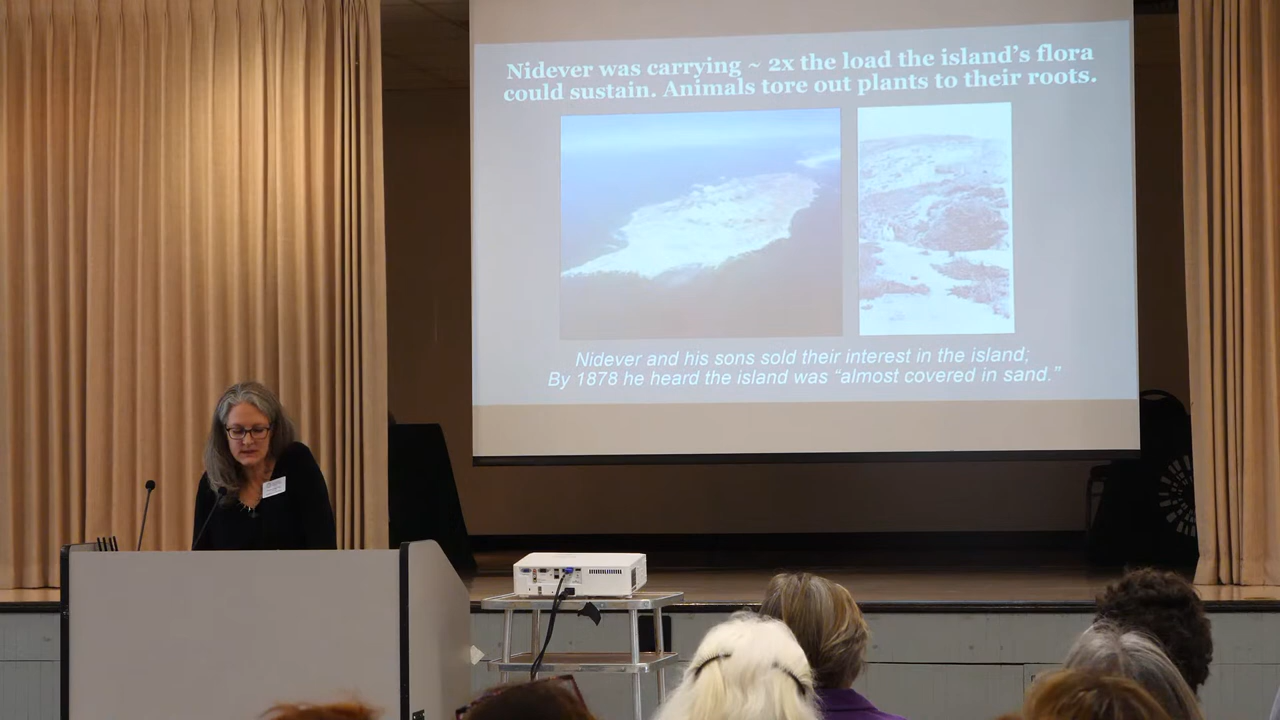 Nidever was carrying ~ 2x the load the island's flora
could sustain. Animals tore out plants to their roots.
Nidever and his sons sold their interest in the island;
By 1878 he heard the island was “almost covered in sand.”